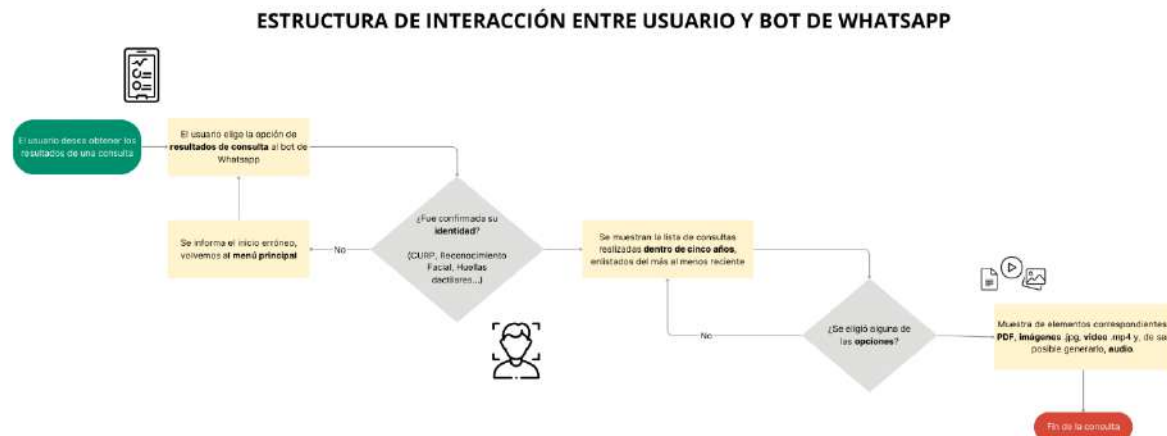 ESTRUCTURA DE INTERACCIÓN ENTRE USUARIO Y BOT DE WHATSAPP
El usuario desea obtener los
resultados de una consulta
El usuario elige la opción de
resultados de consulta al bot de
Whatsapp
Se informa el inicio erróneo,
volvemos al menú principal
No
¿Fue confirmada su
identidad?
(CURP, Reconocimiento
Facial, Huellas
dactilares...)
Se muestran la lista de consultas
realizadas dentro de cinco años,
enlistados del más al menos reciente
No
¿Se eligió alguna de
las opciones?
Muestra de elementos correspondientes
PDF, imágenes .jpg, video .mp4 y, de se
posible generarlo, audio.
Fin de la consulta